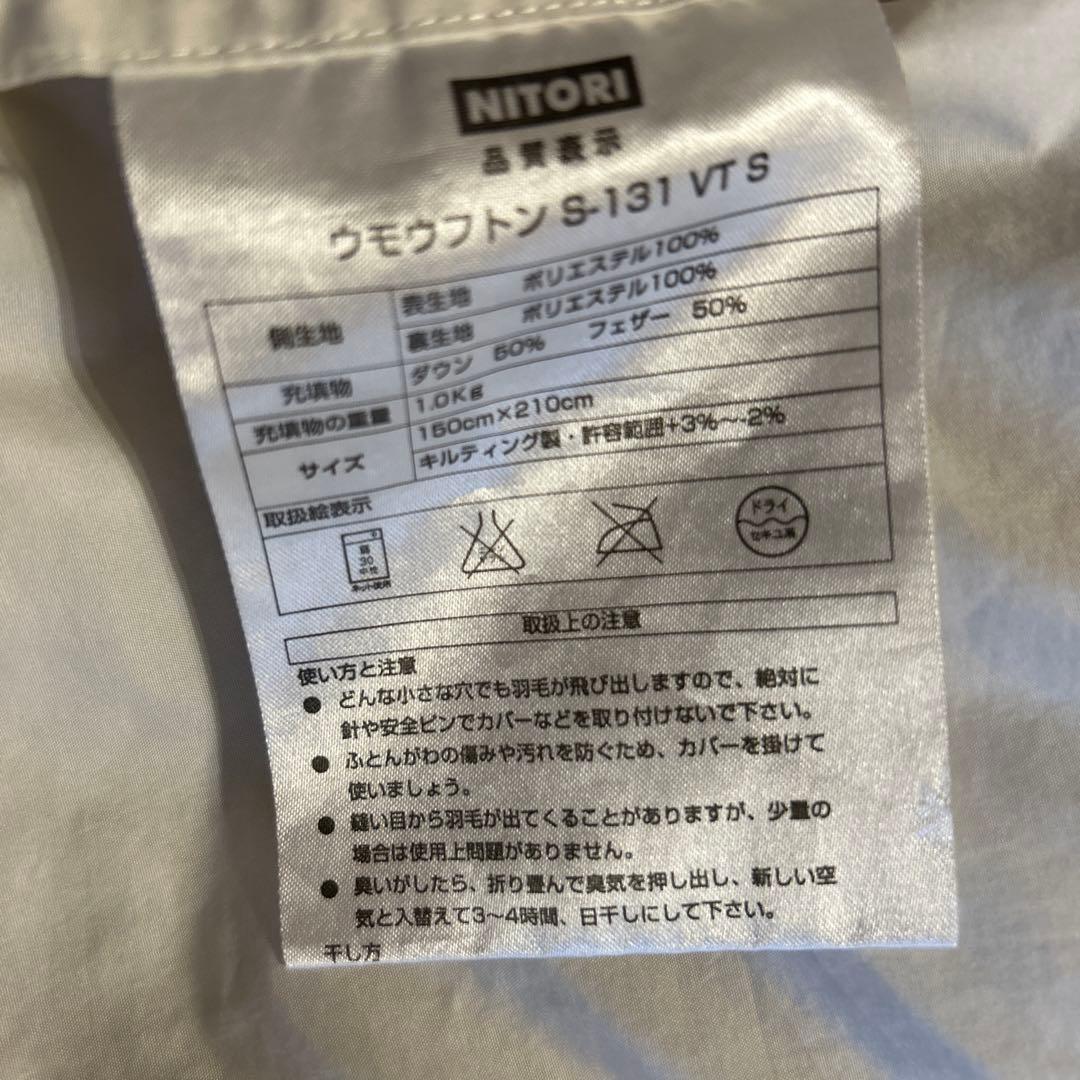 NITORI
品質表示
ウモウフトン S-131 VT S
側生地 表生地 ポリエステル100%
裏生地 ポリエステル100%
充填物 ダウン 50% フェザー 50%
充填物の重量 1.0Kg
サイズ 150cm×210cm
キルティング製・許容範囲+3%～-2%
取扱絵表示
弱
30
中性
ネット使用
ドライ
セキユ系
取扱上の注意
使い方と注意
● どんな小さな穴でも羽毛が飛び出しますので、絶対に
針や安全ピンでカバーなどを取り付けないで下さい。
● ふとんがわの傷みや汚れを防ぐため、カバーを掛けて
使いましょう。
● 縫い目から羽毛が出てくることがありますが、少量の
場合は使用上問題がありません。
● 臭いがしたら、折り畳んで臭気を押し出し、新しい空
気と入替えて3～4時間、日干しにして下さい。
干し方